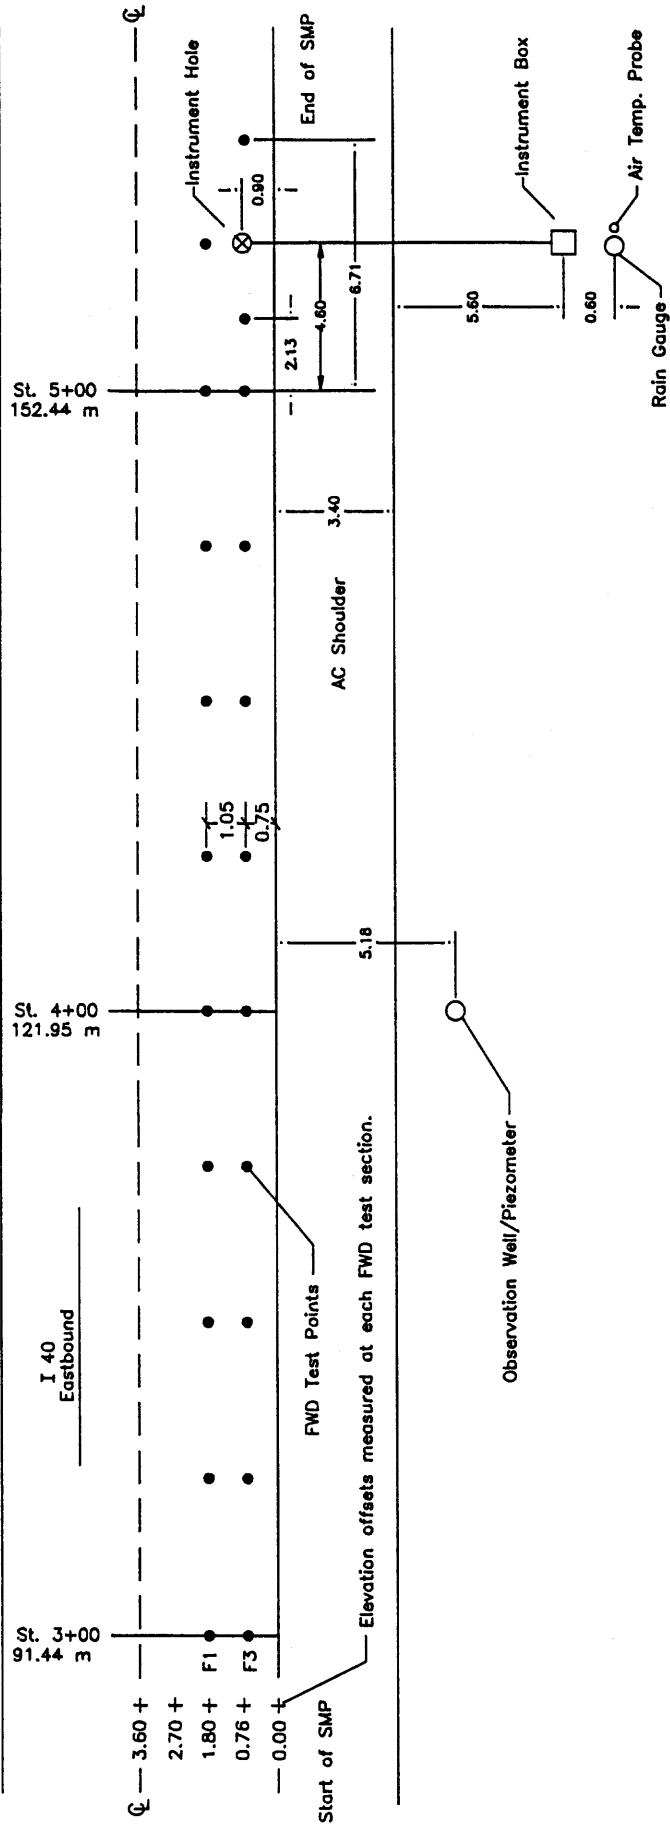 ℄
Instrument Hole
End of SMP
0.90
Instrument Box
Air Temp. Probe
Rain Gauge
6.71
4.60
2.13
5.60
0.60
St. 5+00
152.44 m
3.40
AC Shoulder
1.05
0.75
5.18
St. 4+00
121.95 m
Observation Well/Piezometer
FWD Test Points
Elevation offsets measured at each FWD test section.
I 40
Eastbound
St. 3+00
91.44 m
F1
F3
℄
3.60
2.70
1.80
0.76
0.00
Start of SMP